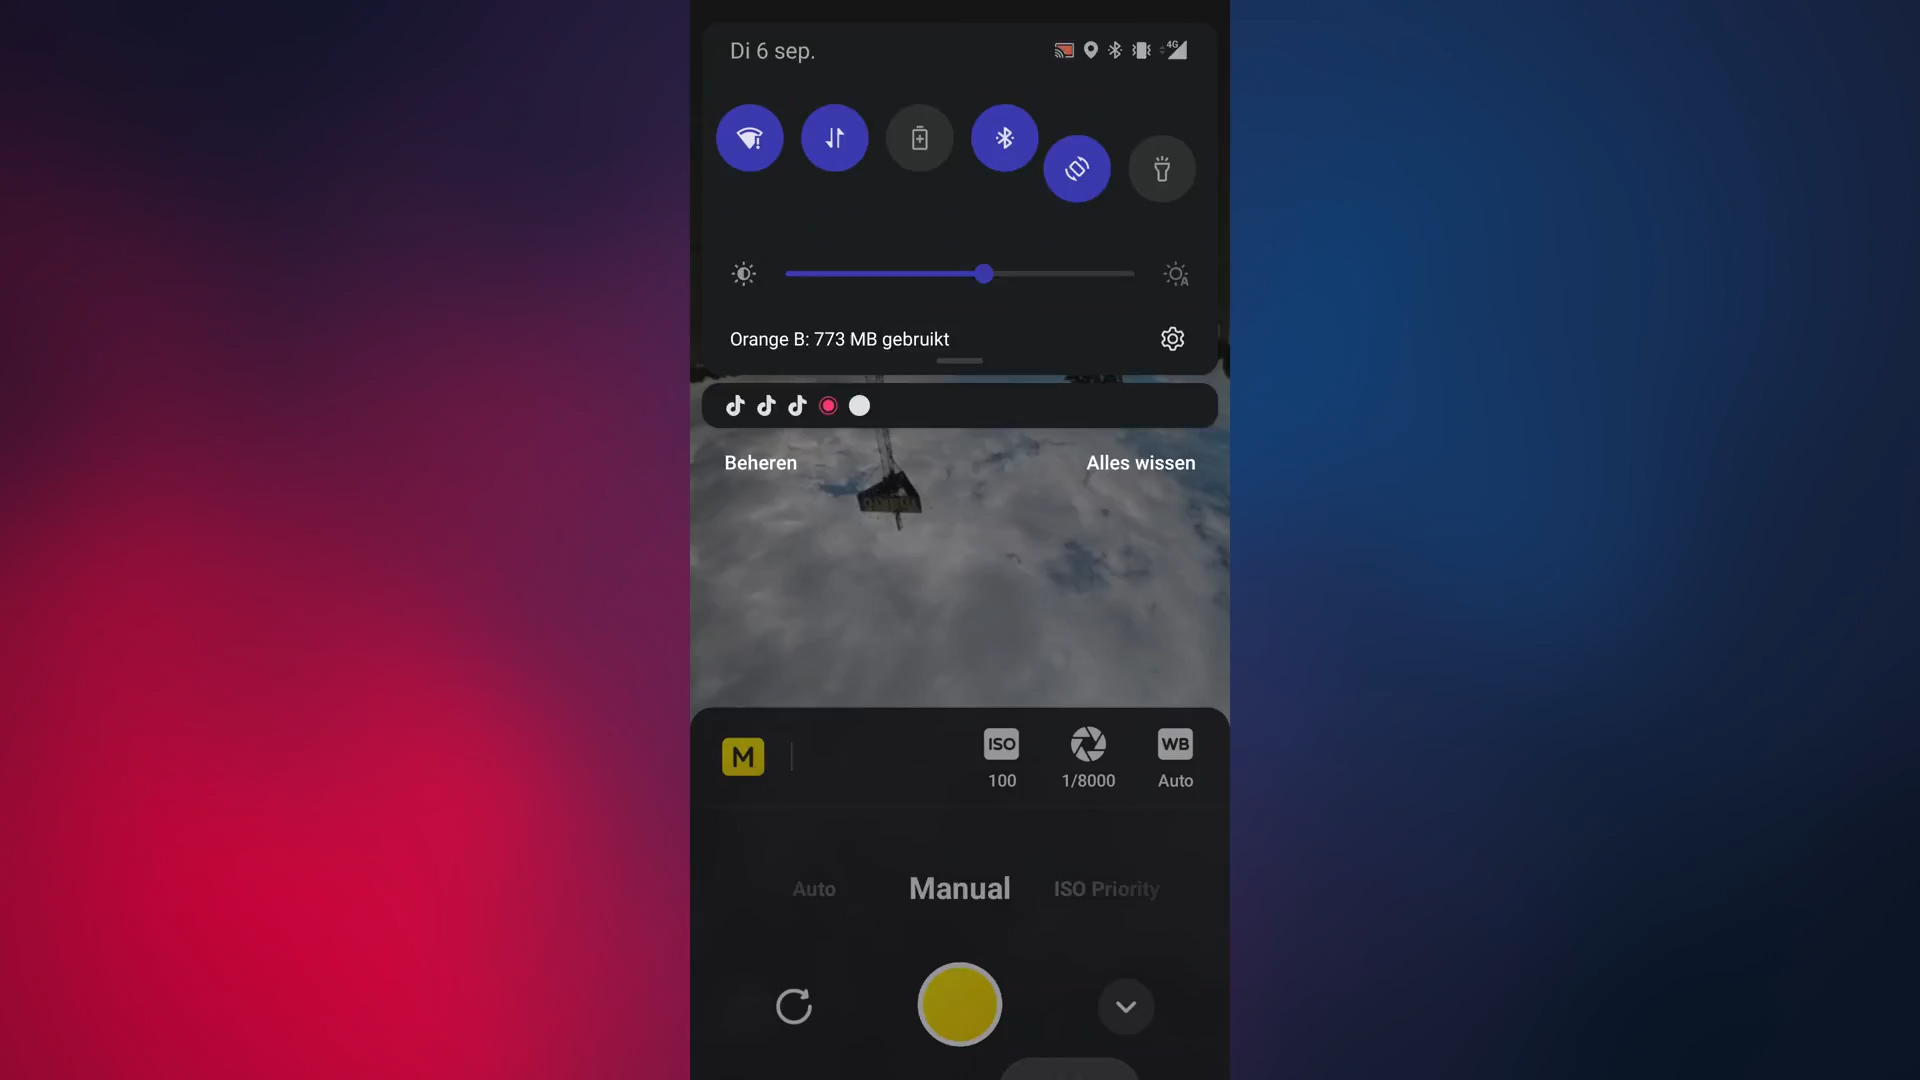 Di 6 sep.
4G
A
Orange B: 773 MB gebruikt
Beheren
Alles wissen
M
ISO
WB
100
1/8000
Auto
Auto
Manual
ISO Priority